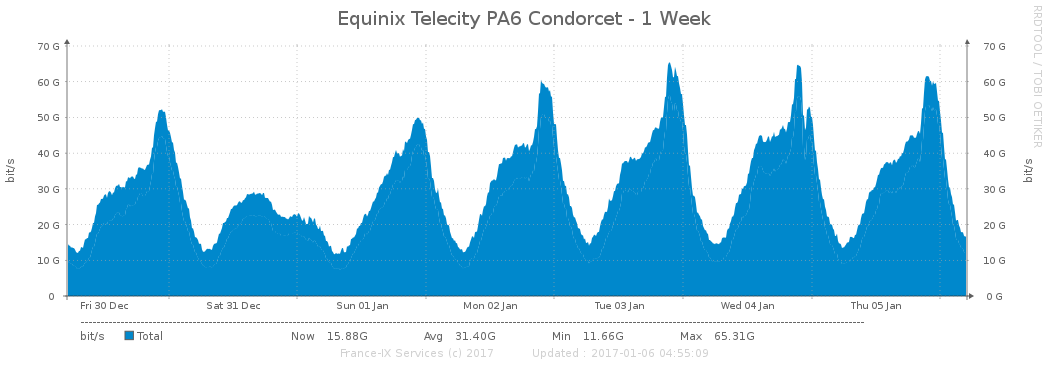 Equinix Telecity PA6 Condorcet - 1 Week
RRDTOOL / TOBI OETIKER
bit/s
70 G 70 G
60 G 60 G
50 G 50 G
40 G 40 G
30 G 30 G
20 G 20 G
10 G 10 G
0 0 G
bit/s
Fri 30 Dec Sat 31 Dec Sun 01 Jan Mon 02 Jan Tue 03 Jan Wed 04 Jan Thu 05 Jan
bit/s Total Now 15.88G Avg 31.40G Min 11.66G Max 65.31G
France-IX Services (c) 2017 Updated : 2017-01-06 04:55:09